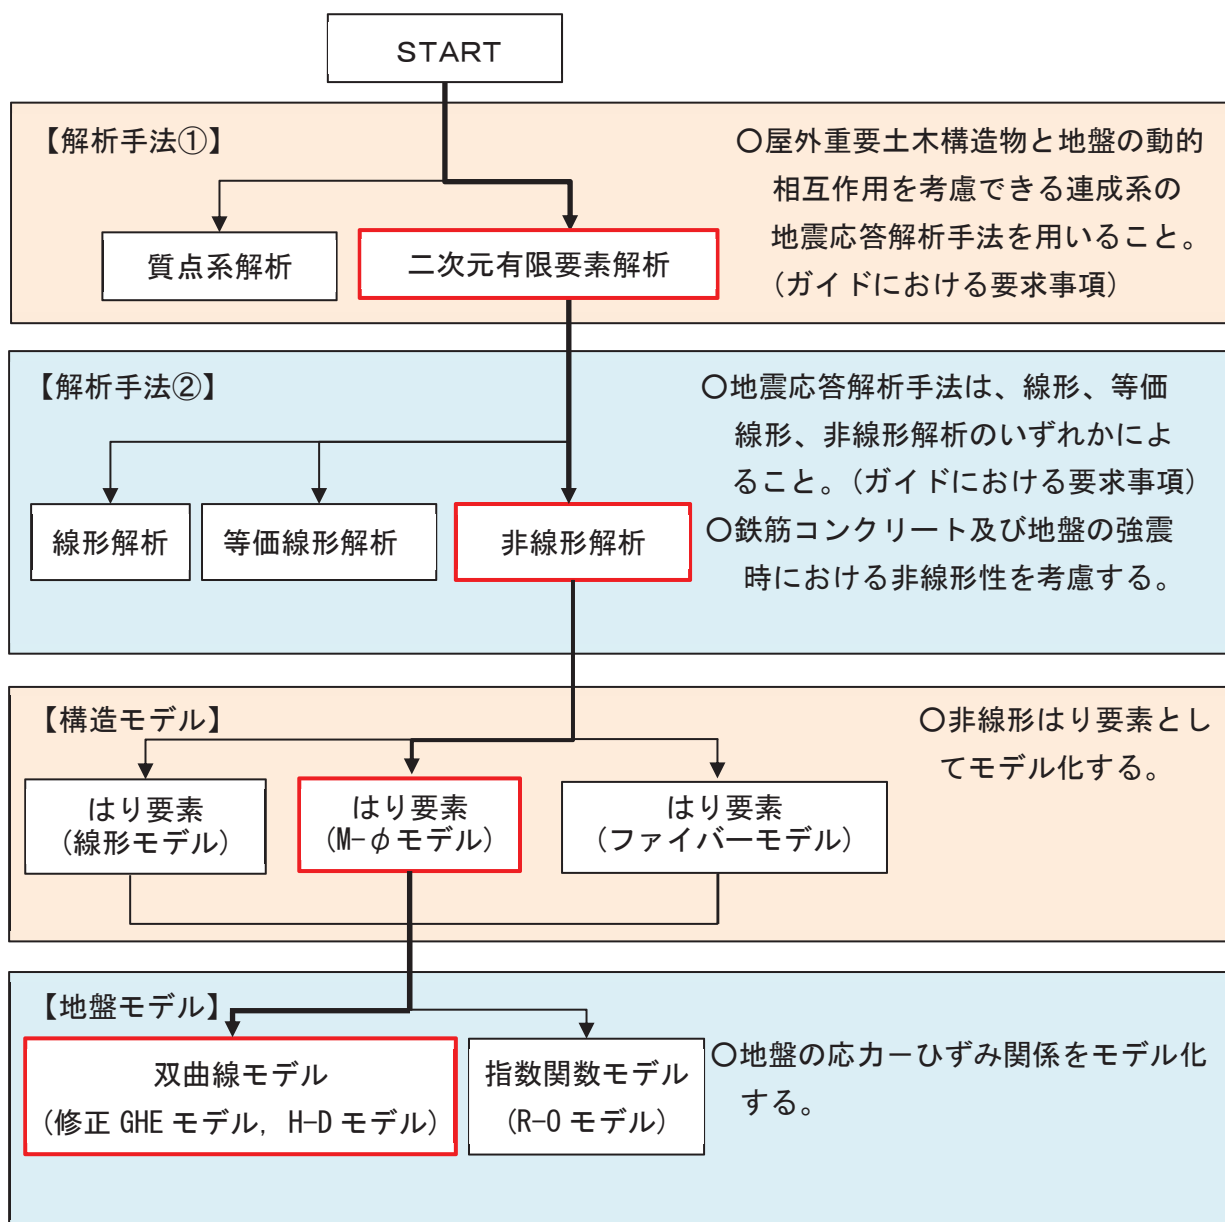 START
【解析手法①】
〇屋外重要土木構造物と地盤の動的
相互作用を考慮できる連成系の
地震応答解析手法を用いること。
(ガイドにおける要求事項)
質点系解析
二次元有限要素解析
【解析手法②】
〇地震応答解析手法は、線形、等価
線形、非線形解析のいずれかによ
ること。(ガイドにおける要求事項)
〇鉄筋コンクリート及び地盤の強震
時における非線形性を考慮する。
線形解析
等価線形解析
非線形解析
【構造モデル】
〇非線形はり要素とし
てモデル化する。
はり要素
(線形モデル)
はり要素
(M-φモデル)
はり要素
(ファイバーモデル)
【地盤モデル】
双曲線モデル
(修正 GHE モデル, H-D モデル)
指数関数モデル
(R-O モデル)
〇地盤の応力－ひずみ関係をモデル化
する。